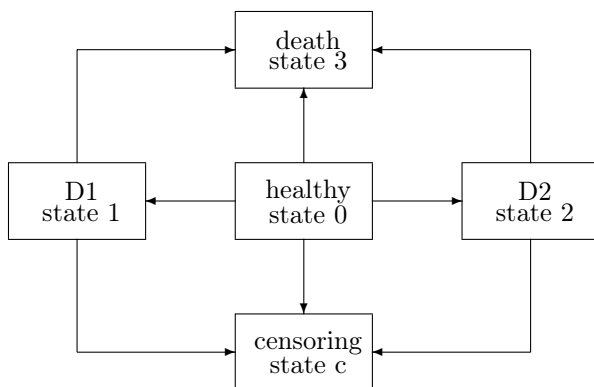 death
state 3
D1
state 1
healthy
state 0
D2
state 2
censoring
state c